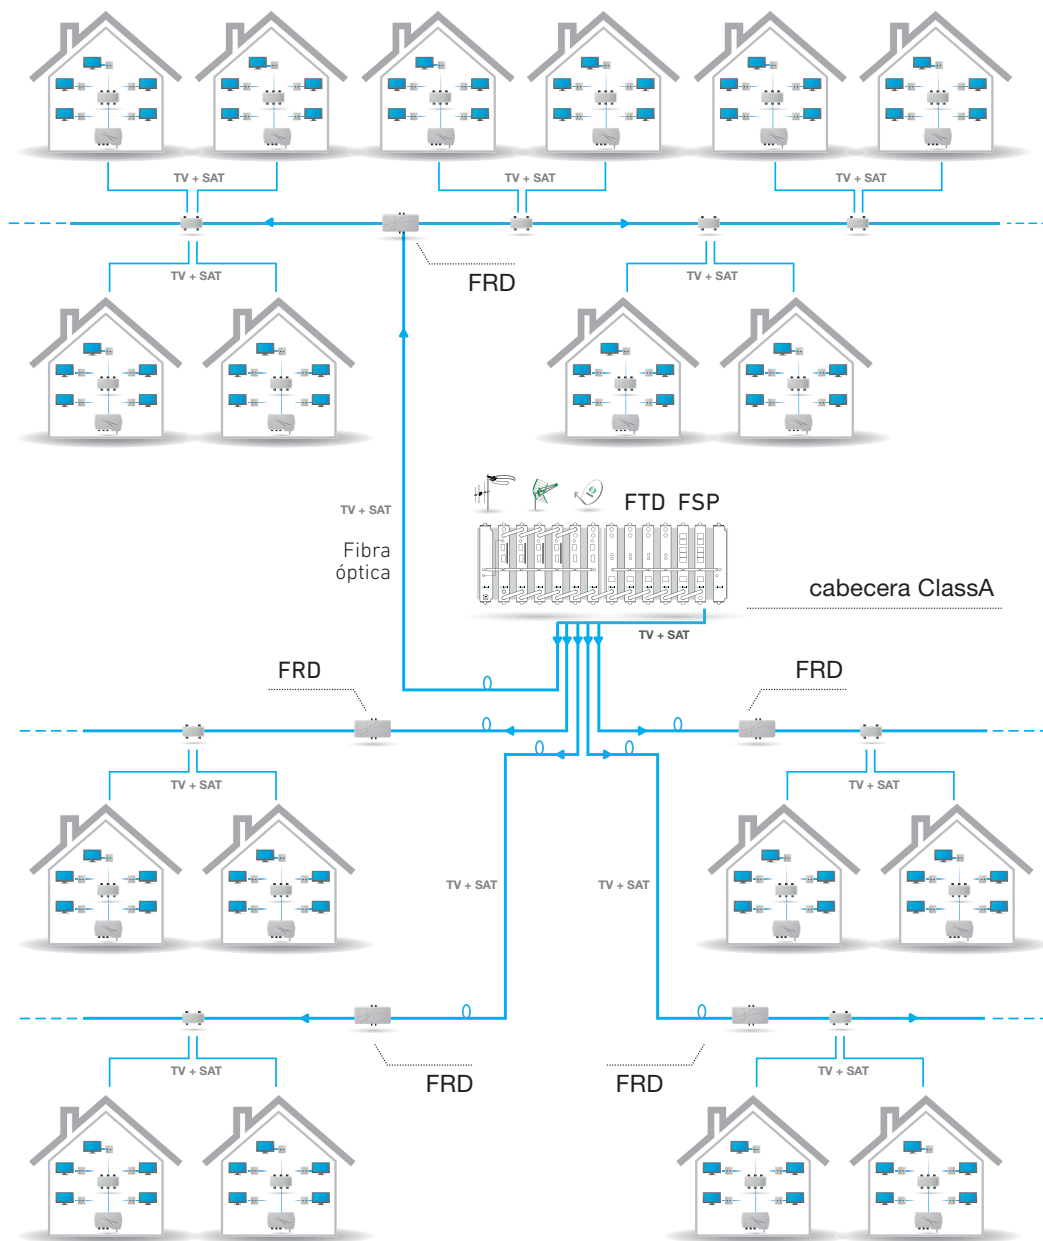 TV + SAT
TV + SAT
TV + SAT
TV + SAT
FRD
TV + SAT
TV + SAT
Fibra
óptica
FTD FSP
cabecera ClassA
TV + SAT
FRD
FRD
TV + SAT
TV + SAT
TV + SAT
TV + SAT
FRD
FRD
TV + SAT
TV + SAT